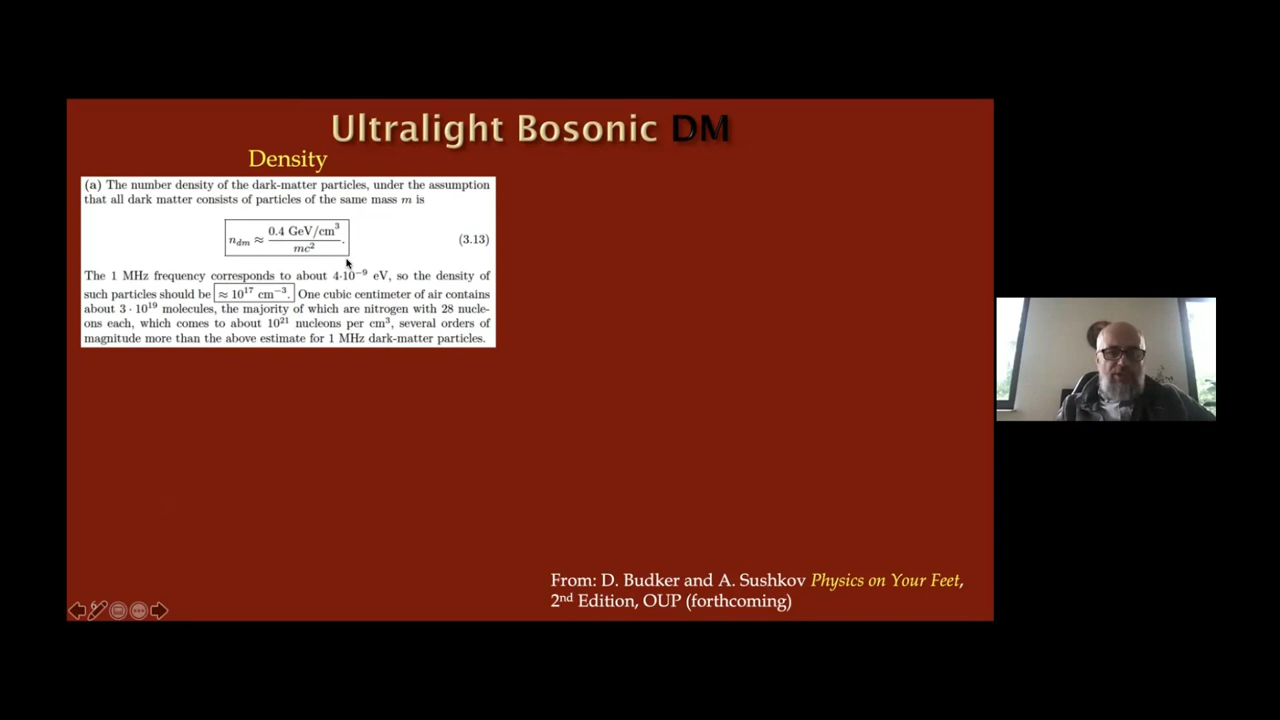 Ultralight Bosonic DM
Density
(a) The number density of the dark-matter particles, under the assumption
that all dark matter consists of particles of the same mass m is
n_dm ≈ 0.4 GeV/cm³ / mc². (3.13)
The 1 MHz frequency corresponds to about 4·10⁻⁹ eV, so the density of
such particles should be ≈ 10¹⁷ cm⁻³. One cubic centimeter of air contains
about 3 · 10¹⁹ molecules, the majority of which are nitrogen with 28 nucle-
ons each, which comes to about 10²¹ nucleons per cm³, several orders of
magnitude more than the above estimate for 1 MHz dark-matter particles.
From: D. Budker and A. Sushkov Physics on Your Feet,
2nd Edition, OUP (forthcoming)